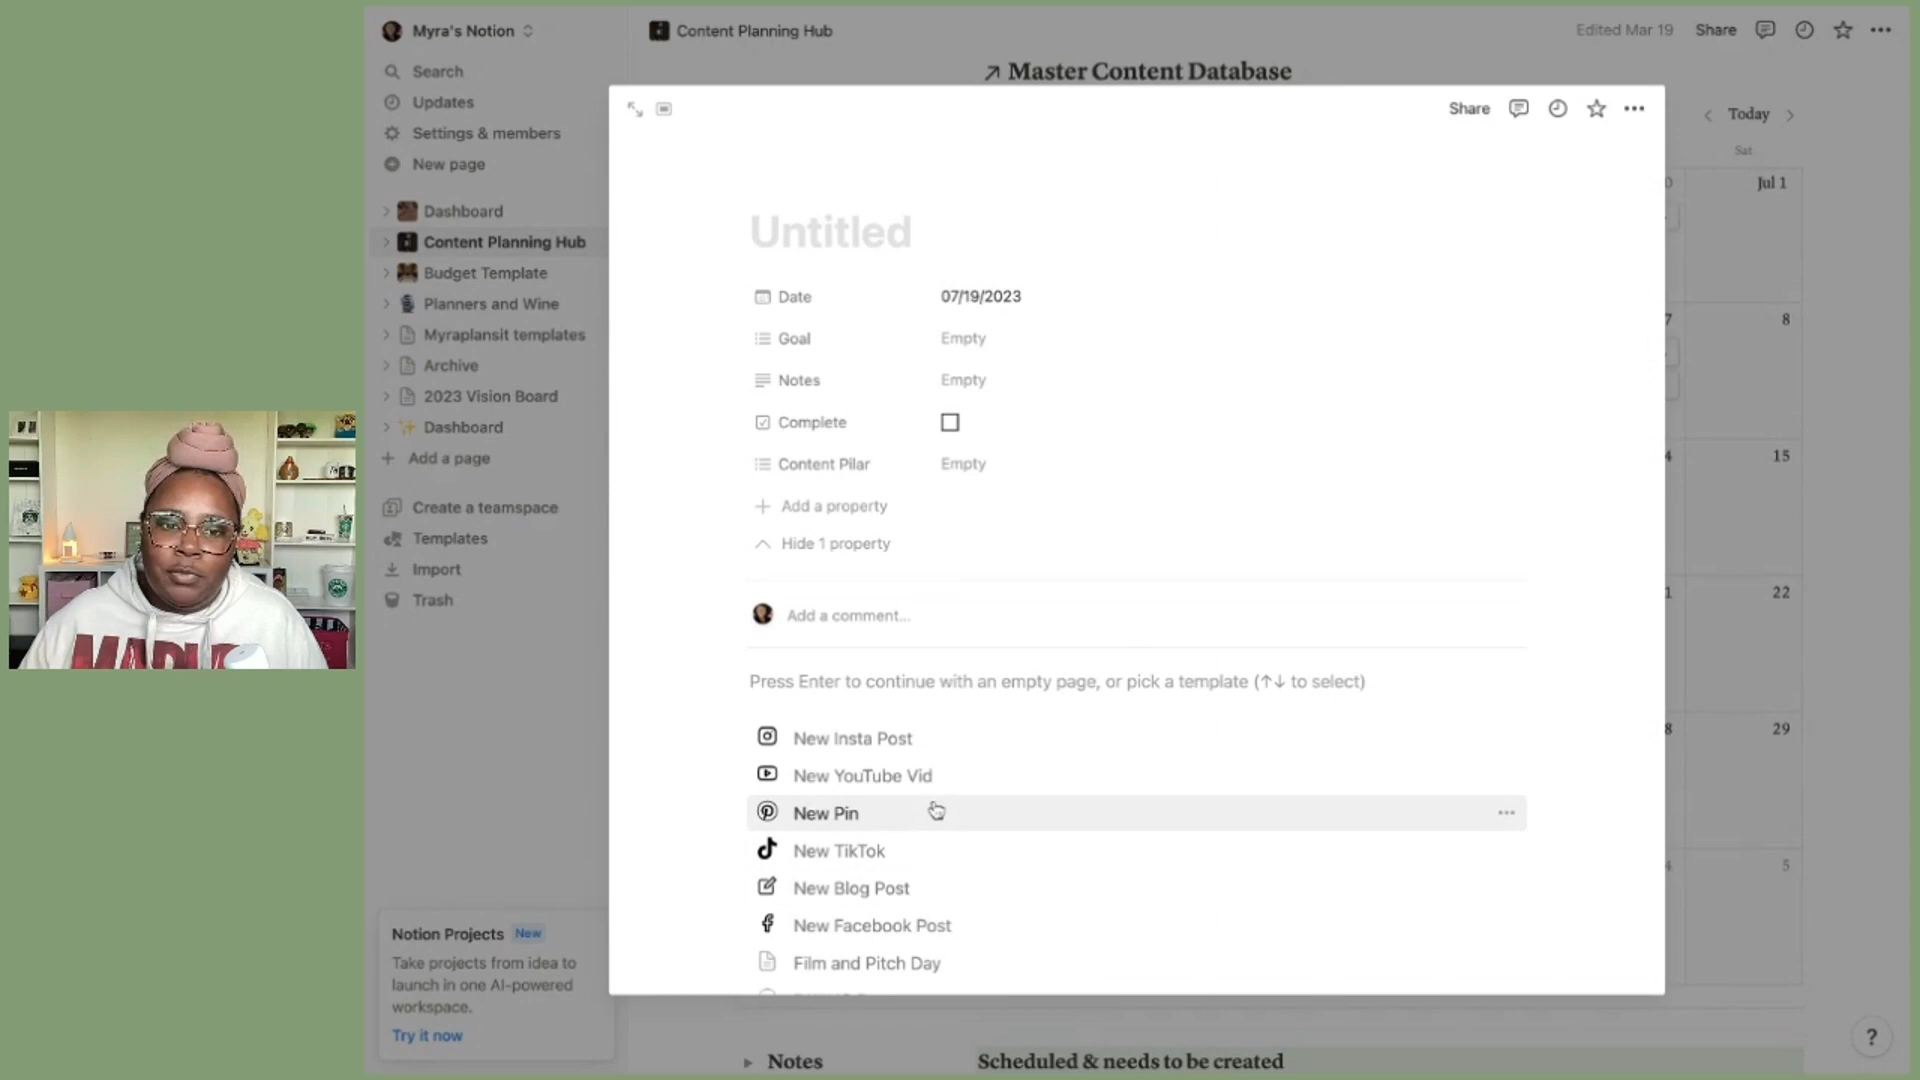 Myra's Notion
Search
Updates
Settings & members
New page
Dashboard
Content Planning Hub
Budget Template
Planners and Wine
Myraplansit templates
Archive
2023 Vision Board
Dashboard
Add a page
Create a teamspace
Templates
Import
Trash
Notion Projects New
Take projects from idea to
launch in one AI-powered
workspace.
Try it now
Content Planning Hub
Edited Mar 19 Share
Master Content Database
Today
Sat
Jul 1
8
15
22
29
5
Share
Untitled
Date 07/19/2023
Goal Empty
Notes Empty
Complete
Content Pilar Empty
Add a property
Hide 1 property
Add a comment...
Press Enter to continue with an empty page, or pick a template (↑↓ to select)
New Insta Post
New YouTube Vid
New Pin
New TikTok
New Blog Post
New Facebook Post
Film and Pitch Day
Notes
Scheduled & needs to be created
?